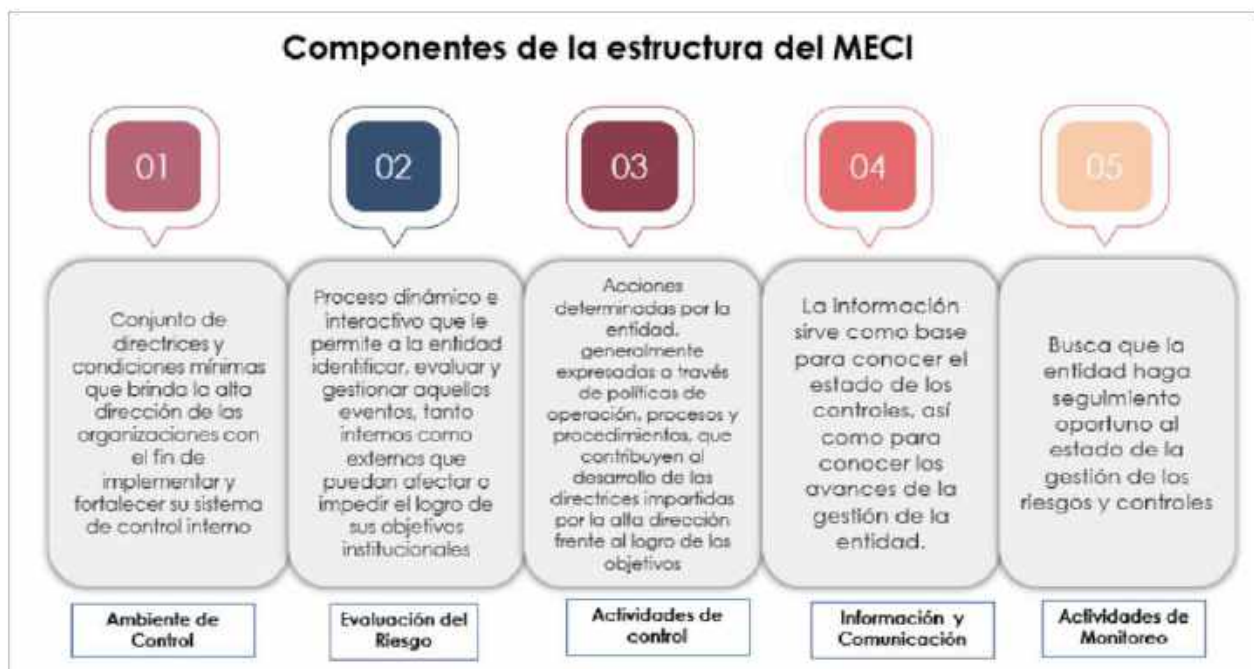 Componentes de la estructura del MECI
01
Conjunto de
directrices y
condiciones mínimas
que brinda la alta
dirección de las
organizaciones con
el fin de
implementar y
fortalecer su sistema
de control interno
Ambiente de
Control
02
Proceso dinámico e
interactivo que le
permite a la entidad
identificar, evaluar y
gestionar aquellos
eventos, tanto
internos como
externos que
puedan afectar o
impedir el logro de
sus objetivos
institucionales
Evaluación del
Riesgo
03
Acciones
determinadas por la
entidad,
generalmente
expresadas a través
de políticas de
operación, procesos y
procedimientos, que
contribuyen al
desarrollo de las
directrices impartidas
por la alta dirección
frente al logro de los
objetivos
Actividades de
control
04
La información
sirve como base
para conocer el
estado de los
controles, así
como para
conocer los
avances de la
gestión de la
entidad.
Información y
Comunicación
05
Busca que la
entidad haga
seguimiento
oportuno al
estado de la
gestión de los
riesgos y controles
Actividades de
Monitoreo